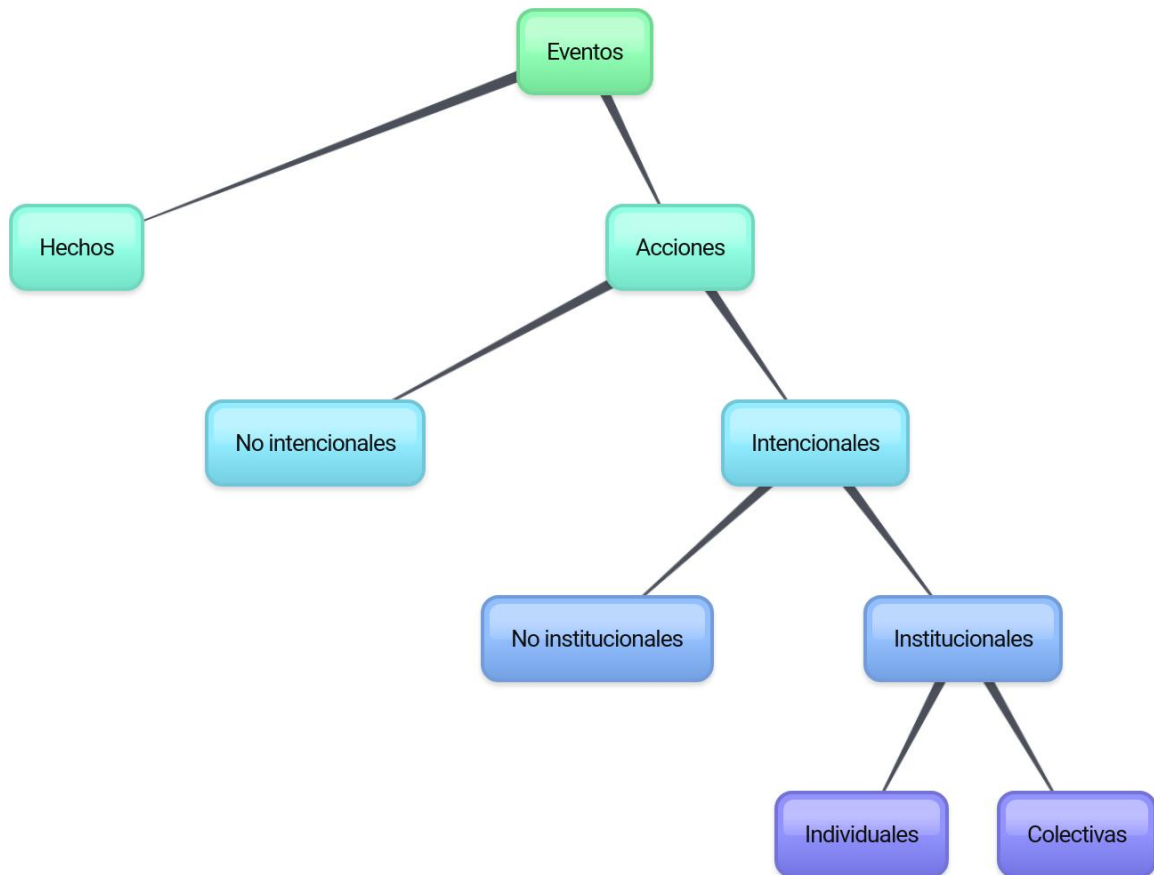 Eventos
Hechos
Acciones
No intencionales
Intencionales
No institucionales
Institucionales
Individuales
Colectivas